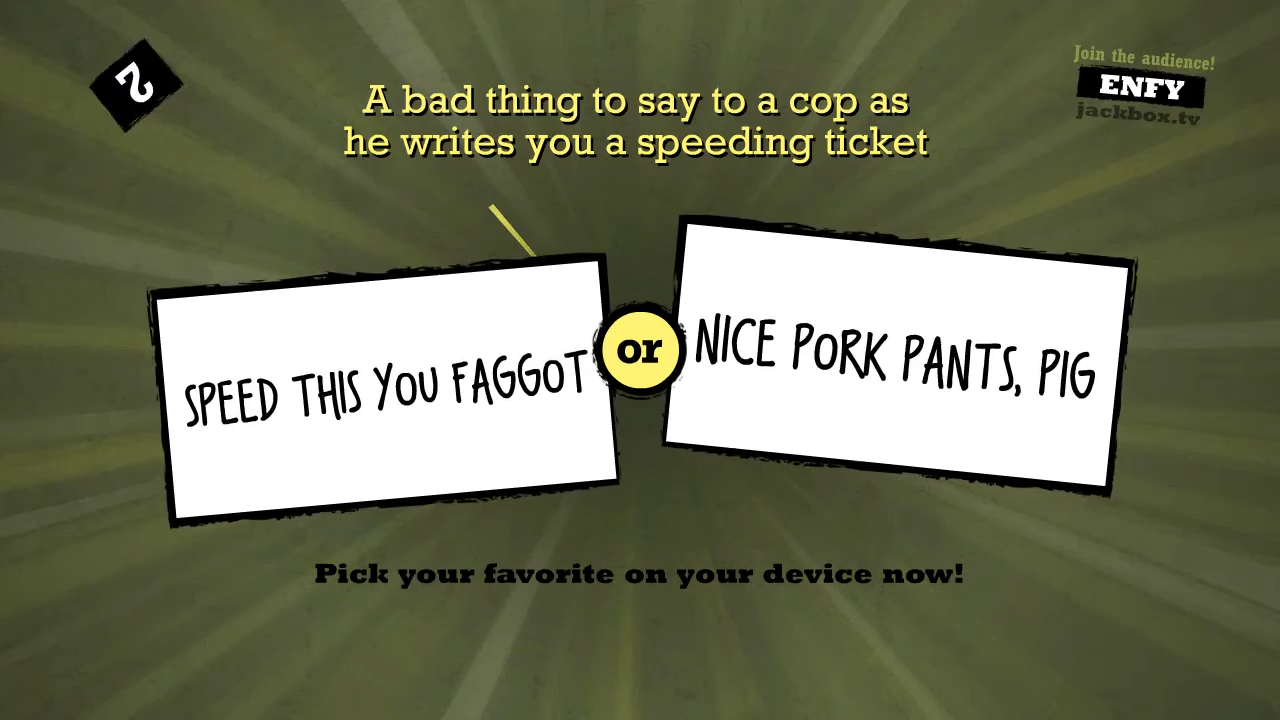 2
Join the audience!
ENFY
jackbox.tv
A bad thing to say to a cop as
he writes you a speeding ticket
SPEED THIS YOU FAGGOT
or
NICE PORK PANTS, PIG
Pick your favorite on your device now!